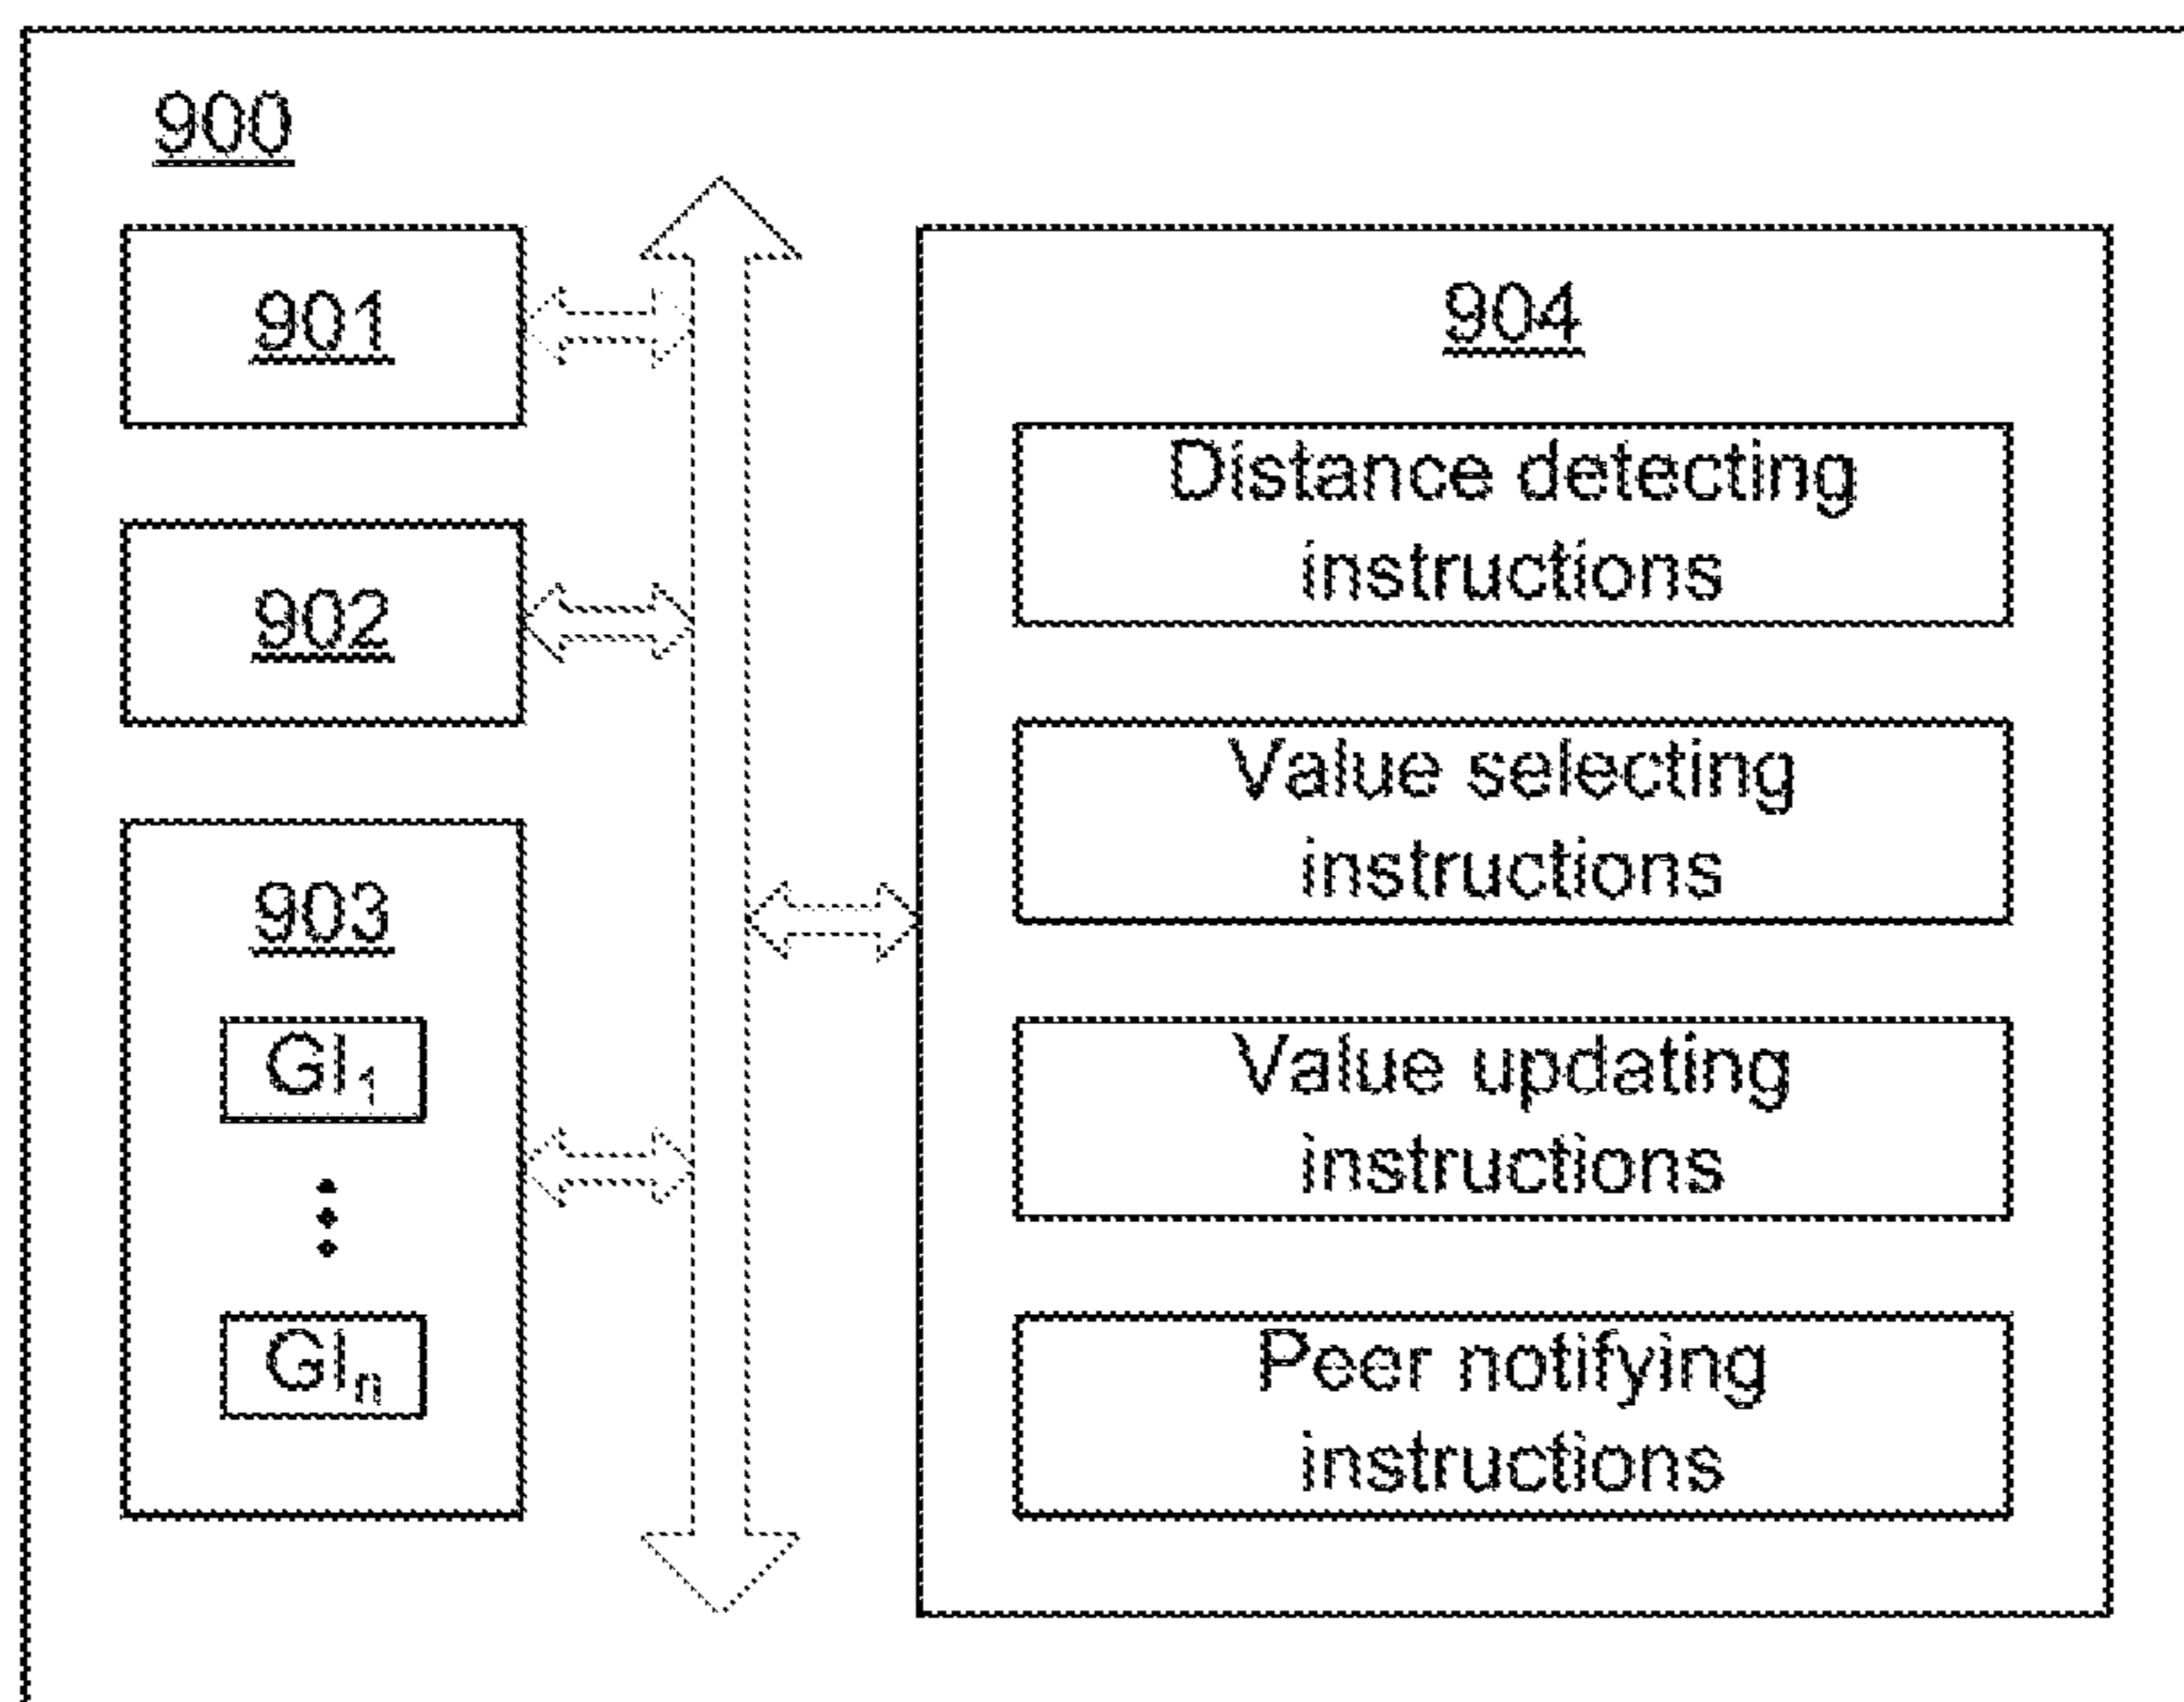 900
901
902
903
GI1
GIn
904
Distance detecting
instructions
Value selecting
instructions
Value updating
instructions
Peer notifying
instructions